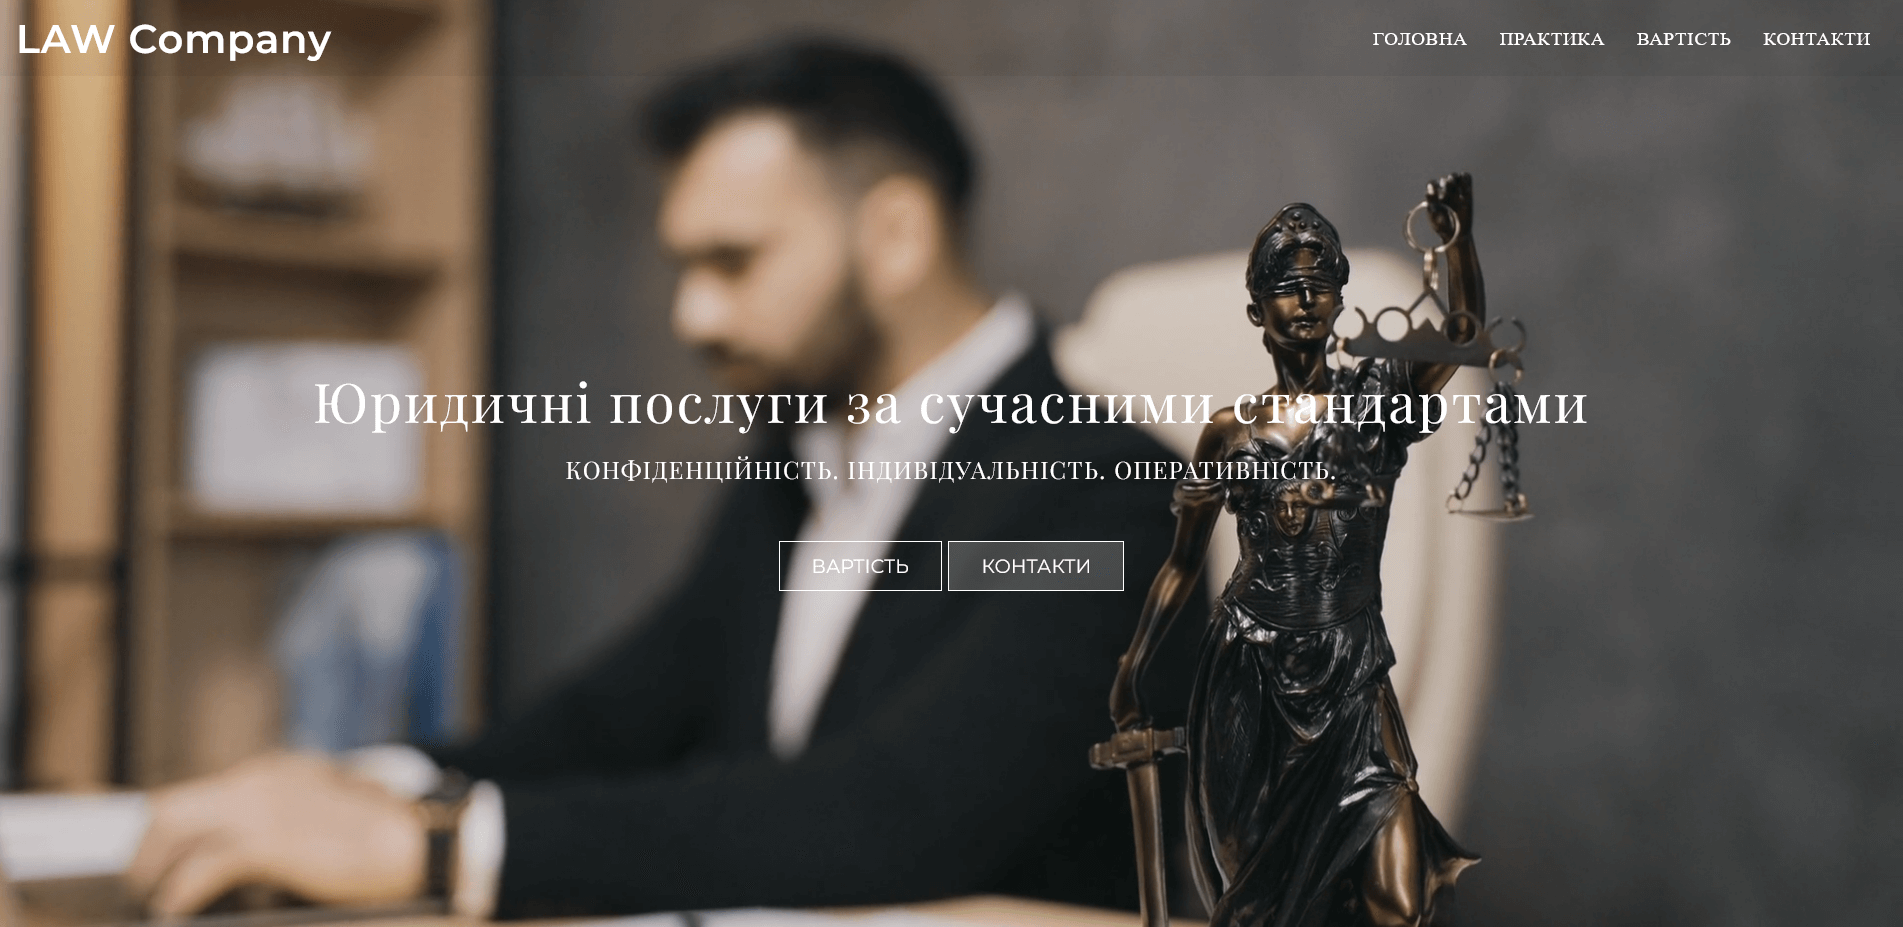 LAW Company
ГОЛОВНА ПРАКТИКА ВАРТІСТЬ КОНТАКТИ
Юридичні послуги за сучасними стандартами
КОНФІДЕНЦІЙНІСТЬ. ІНДИВІДУАЛЬНІСТЬ. ОПЕРАТИВНІСТЬ.
ВАРТІСТЬ КОНТАКТИ